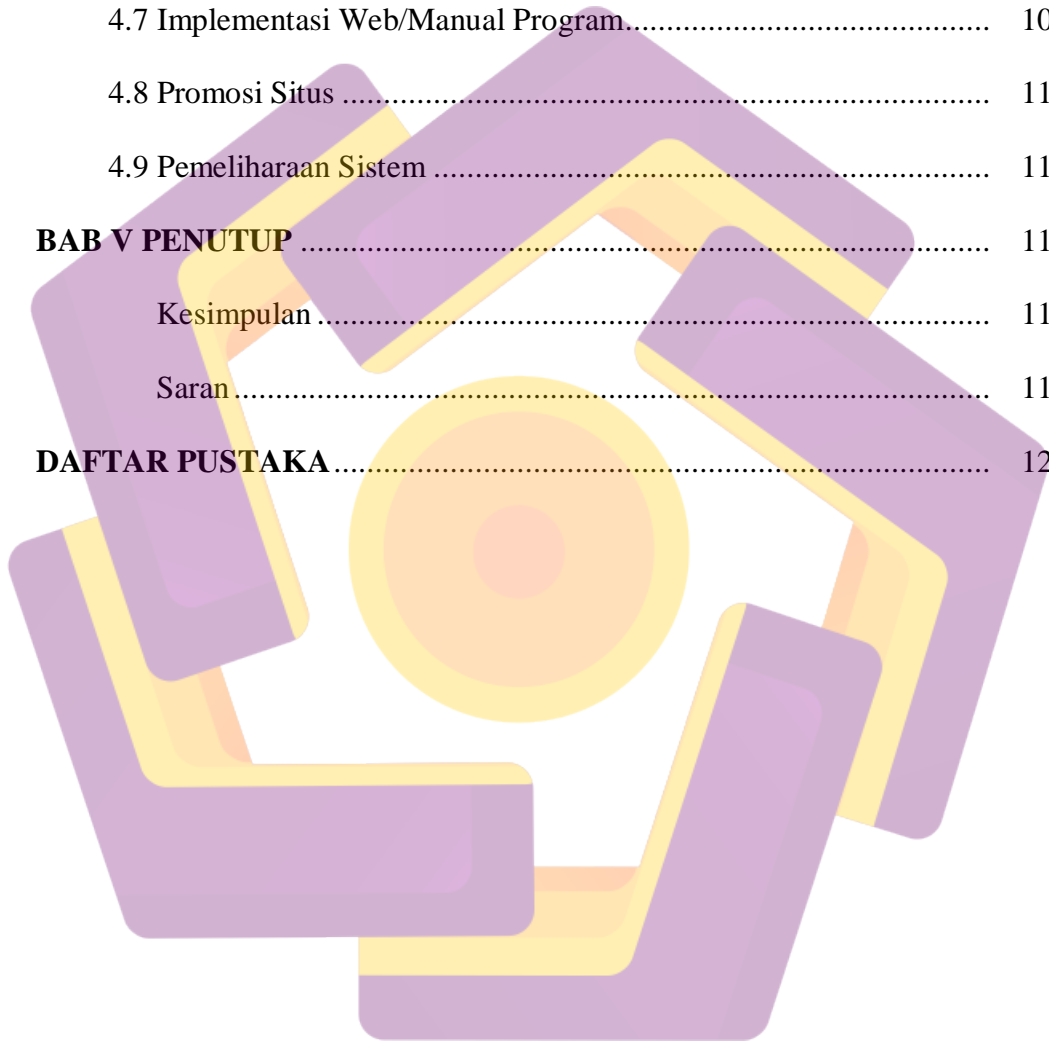 4.7 Implementasi Web/Manual Program............................................. 10
4.8 Promosi Situs ................................................................................. 11
4.9 Pemeliharaan Sistem ...................................................................... 11
BAB V PENUTUP ...................................................................................... 11
Kesimpulan .................................................................................... 11
Saran .............................................................................................. 11
DAFTAR PUSTAKA .................................................................................. 12